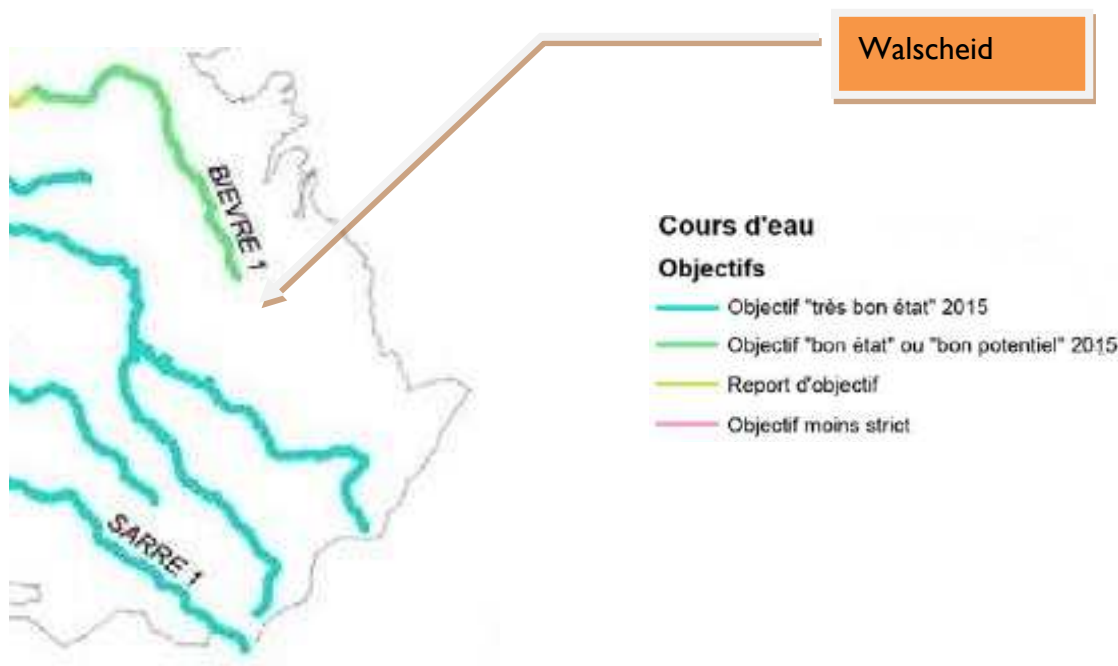 Walscheid
BIEVRE 1
SARRE 1
Cours d'eau
Objectifs
Objectif "très bon état" 2015
Objectif "bon état" ou "bon potentiel" 2015
Report d'objectif
Objectif moins strict